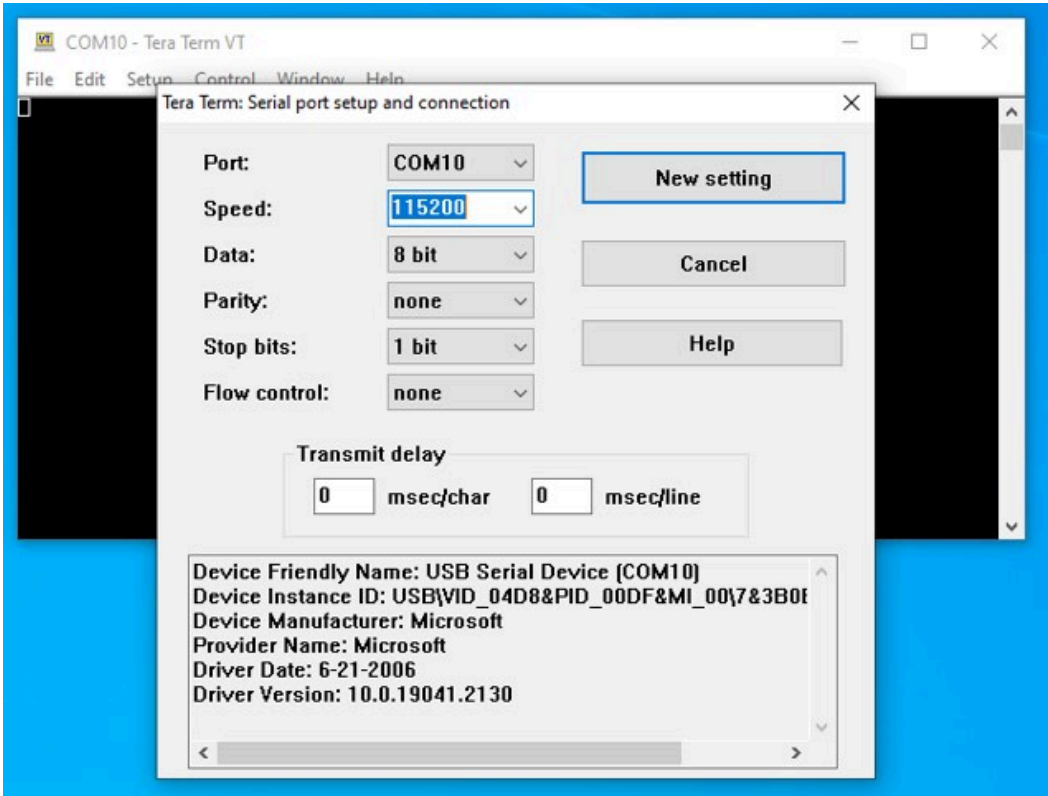 COM10 - Tera Term VT
File Edit Setup Control Window Help
Tera Term: Serial port setup and connection
Port: COM10 New setting
Speed: 115200
Data: 8 bit Cancel
Parity: none
Stop bits: 1 bit Help
Flow control: none
Transmit delay
0 msec/char 0 msec/line
Device Friendly Name: USB Serial Device (COM10)
Device Instance ID: USB\VID_04D8&PID_00DF&MI_00\7&3B0
Device Manufacturer: Microsoft
Provider Name: Microsoft
Driver Date: 6-21-2006
Driver Version: 10.0.19041.2130